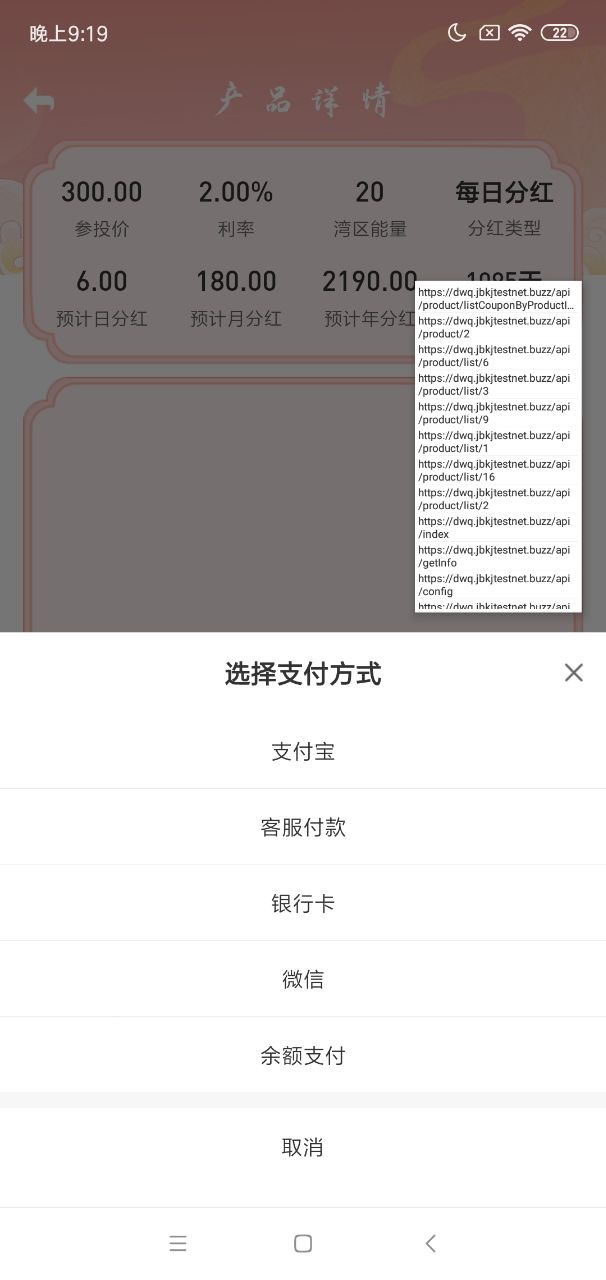 晚上9:19
22
产品详情
300.00 2.00% 20 每日分红
参投价 利率 湾区能量 分红类型
6.00 180.00 2190.00
预计日分红 预计月分红 预计年分红
https://dwq.jbkjtestnet.buzz/api
/product/listCouponByProductI...
https://dwq.jbkjtestnet.buzz/api
/product/2
https://dwq.jbkjtestnet.buzz/api
/product/list/6
https://dwq.jbkjtestnet.buzz/api
/product/list/3
https://dwq.jbkjtestnet.buzz/api
/product/list/9
https://dwq.jbkjtestnet.buzz/api
/product/list/1
https://dwq.jbkjtestnet.buzz/api
/product/list/16
https://dwq.jbkjtestnet.buzz/api
/product/list/2
https://dwq.jbkjtestnet.buzz/api
/index
https://dwq.jbkjtestnet.buzz/api
/getInfo
https://dwq.jbkjtestnet.buzz/api
/config
https://dwq.jbkjtestnet.buzz/api
选择支付方式
支付宝
客服付款
银行卡
微信
余额支付
取消